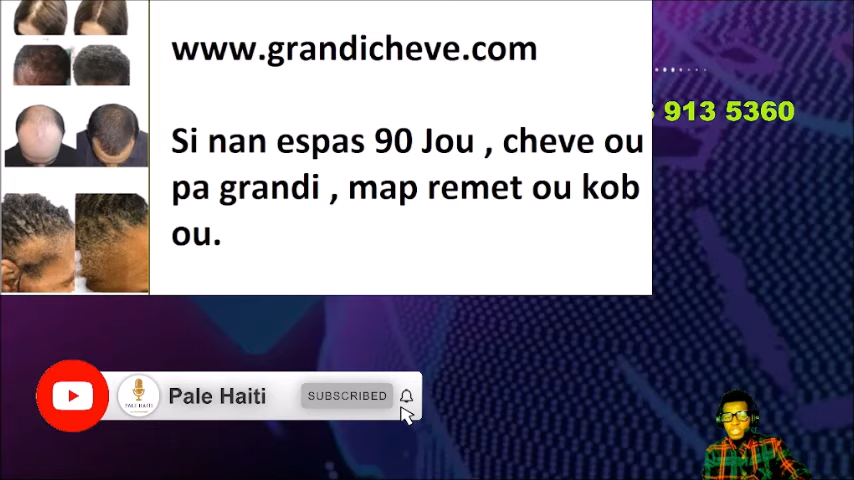 www.grandicheve.com
913 5360
Si nan espas 90 Jou , cheve ou
pa grandi , map remet ou kob
ou.
Pale Haiti
SUBSCRIBED
PALE HAITI